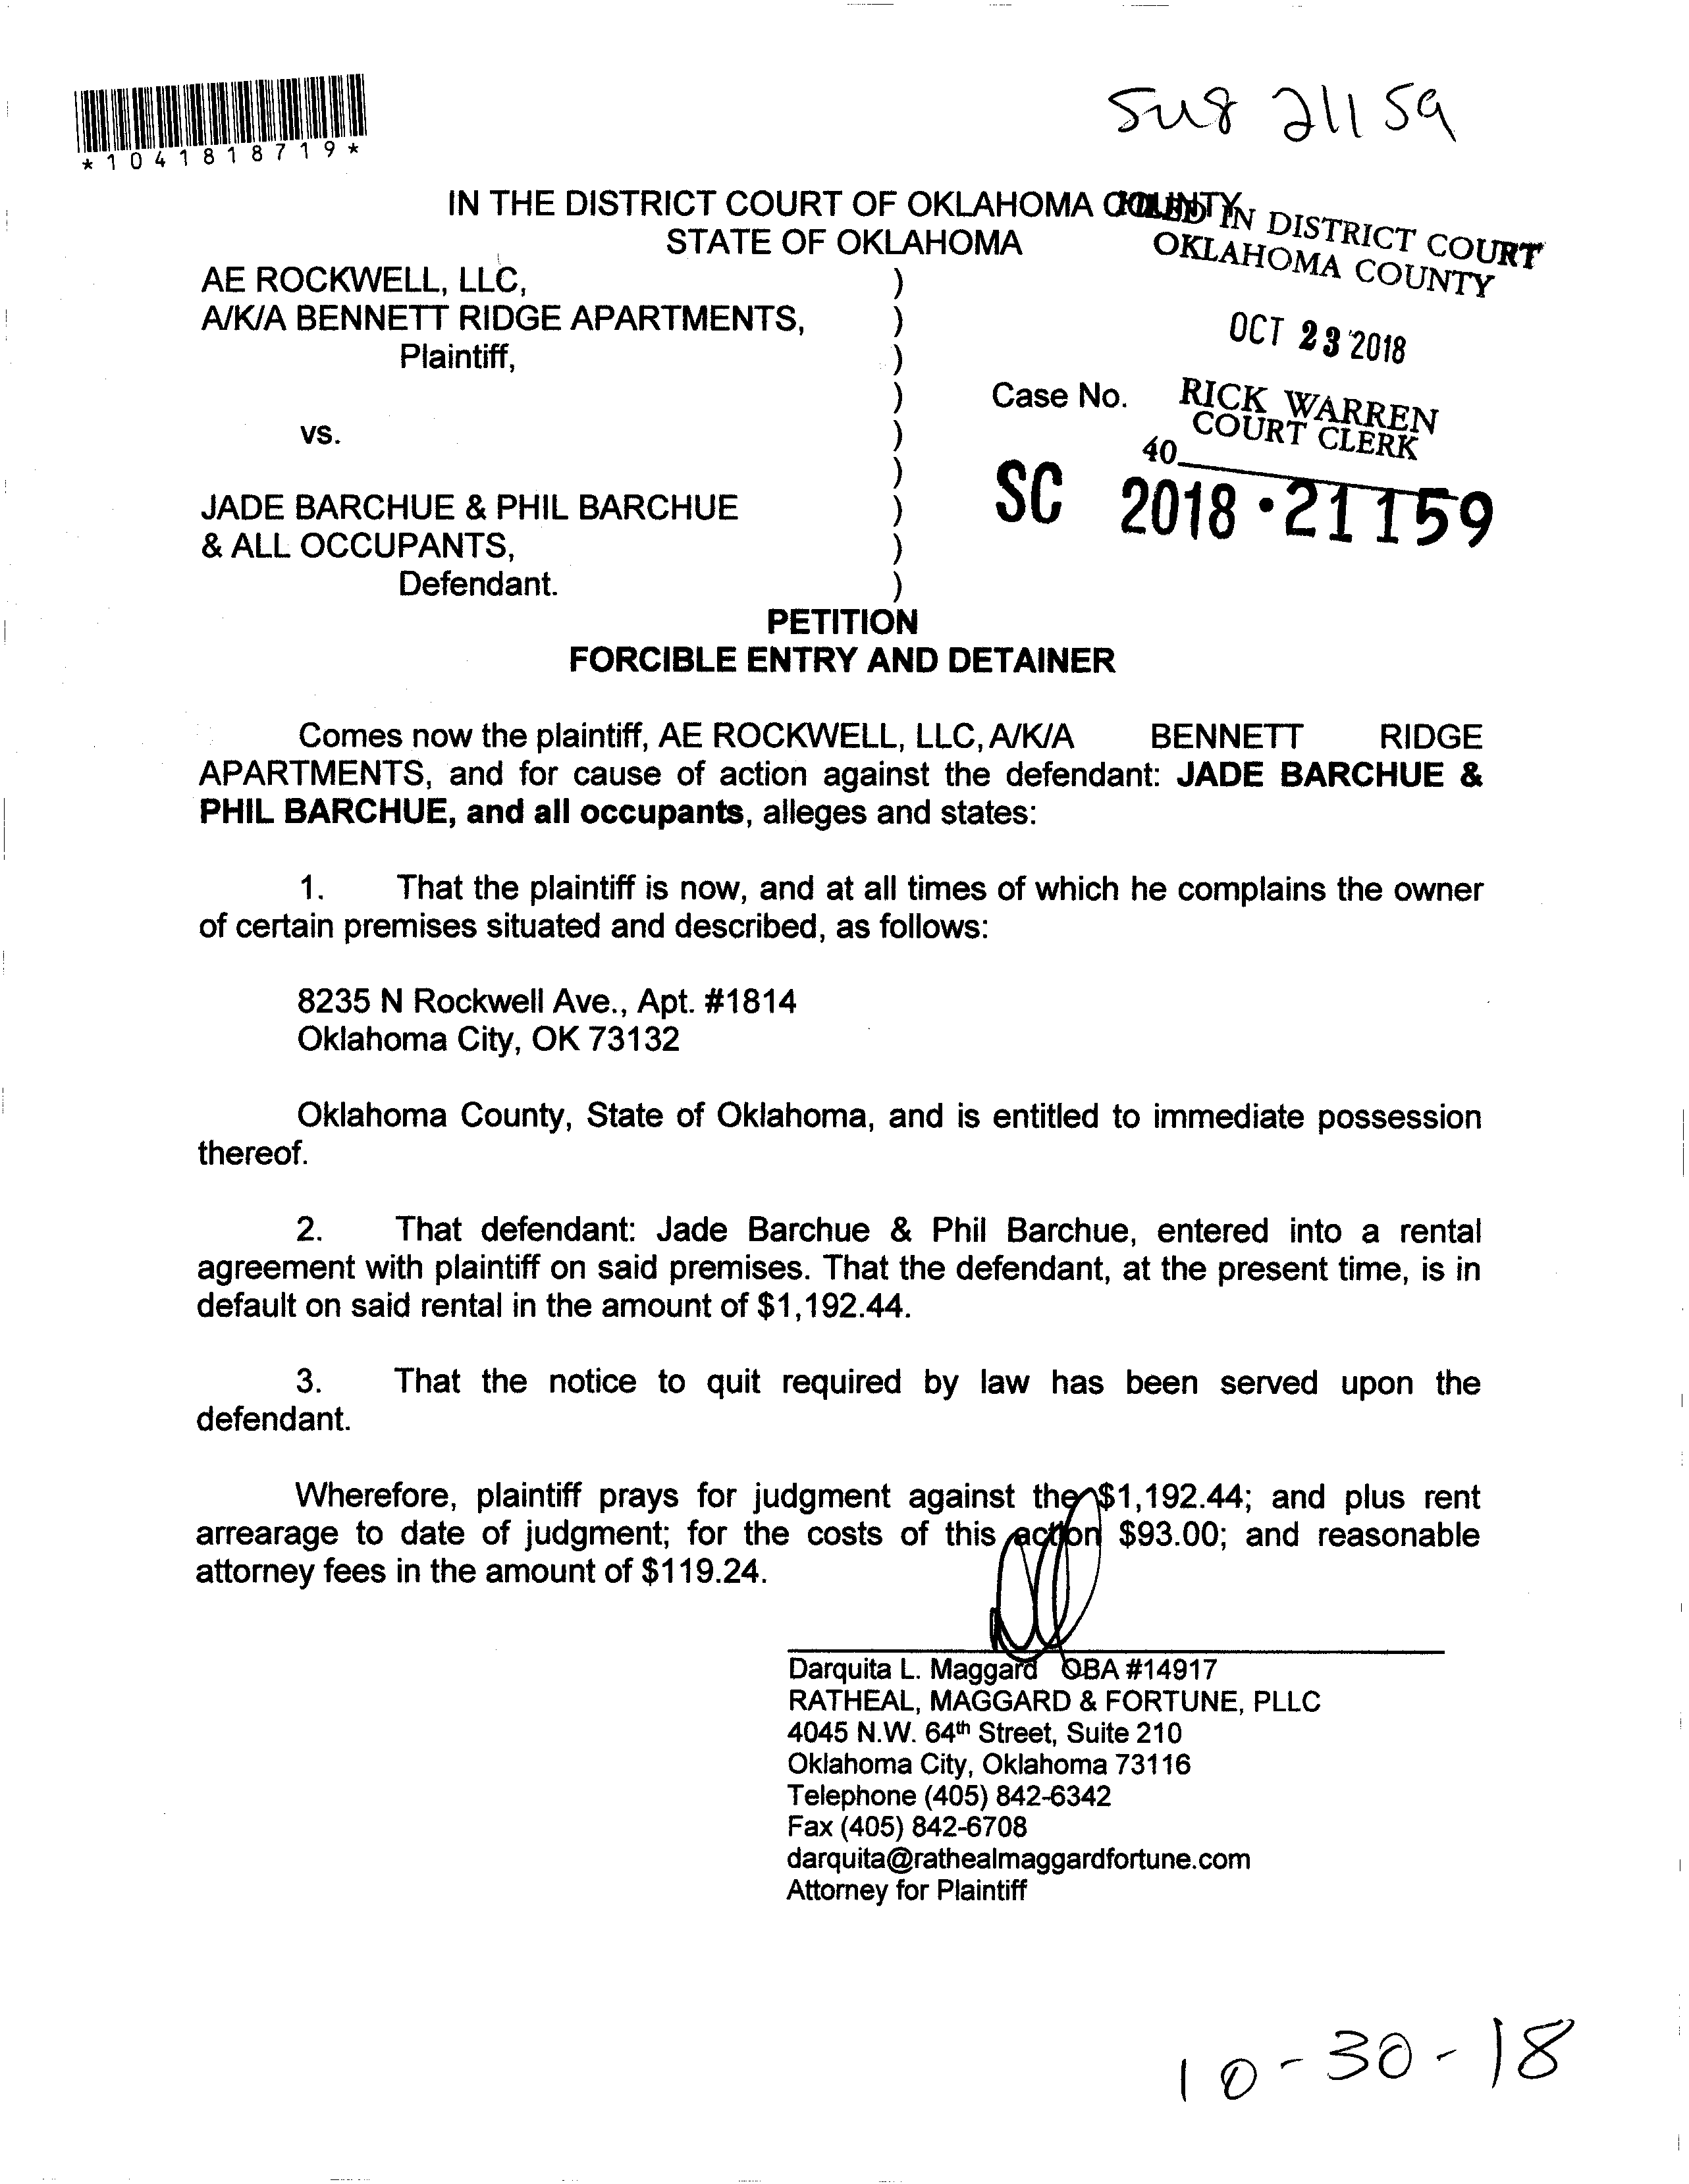 *1041818719*
IN THE DISTRICT COURT OF OKLAHOMA COUNTY
STATE OF OKLAHOMA
FILED IN DISTRICT COURT
OKLAHOMA COUNTY
AE ROCKWELL, LLC, )
A/K/A BENNETT RIDGE APARTMENTS, )
OCT 23 2018
Plaintiff, )
) Case No.
RICK WARREN
COURT CLERK
vs. )
40
)
SC 2018-21159
JADE BARCHUE & PHIL BARCHUE )
& ALL OCCUPANTS, )
Defendant. )
PETITION
FORCIBLE ENTRY AND DETAINER
Comes now the plaintiff, AE ROCKWELL, LLC, A/K/A BENNETT RIDGE
APARTMENTS, and for cause of action against the defendant: JADE BARCHUE &
PHIL BARCHUE, and all occupants, alleges and states:
1. That the plaintiff is now, and at all times of which he complains the owner
of certain premises situated and described, as follows:
8235 N Rockwell Ave., Apt. #1814
Oklahoma City, OK 73132
Oklahoma County, State of Oklahoma, and is entitled to immediate possession
thereof.
2. That defendant: Jade Barchue & Phil Barchue, entered into a rental
agreement with plaintiff on said premises. That the defendant, at the present time, is in
default on said rental in the amount of $1,192.44.
3. That the notice to quit required by law has been served upon the
defendant.
Wherefore, plaintiff prays for judgment against the $1,192.44; and plus rent
arrearage to date of judgment; for the costs of this action $93.00; and reasonable
attorney fees in the amount of $119.24.
Darquita L. Maggard OBA #14917
RATHEAL, MAGGARD & FORTUNE, PLLC
4045 N.W. 64th Street, Suite 210
Oklahoma City, Oklahoma 73116
Telephone (405) 842-6342
Fax (405) 842-6708
darquita@rathealmaggardfortune.com
Attorney for Plaintiff
10-30-18